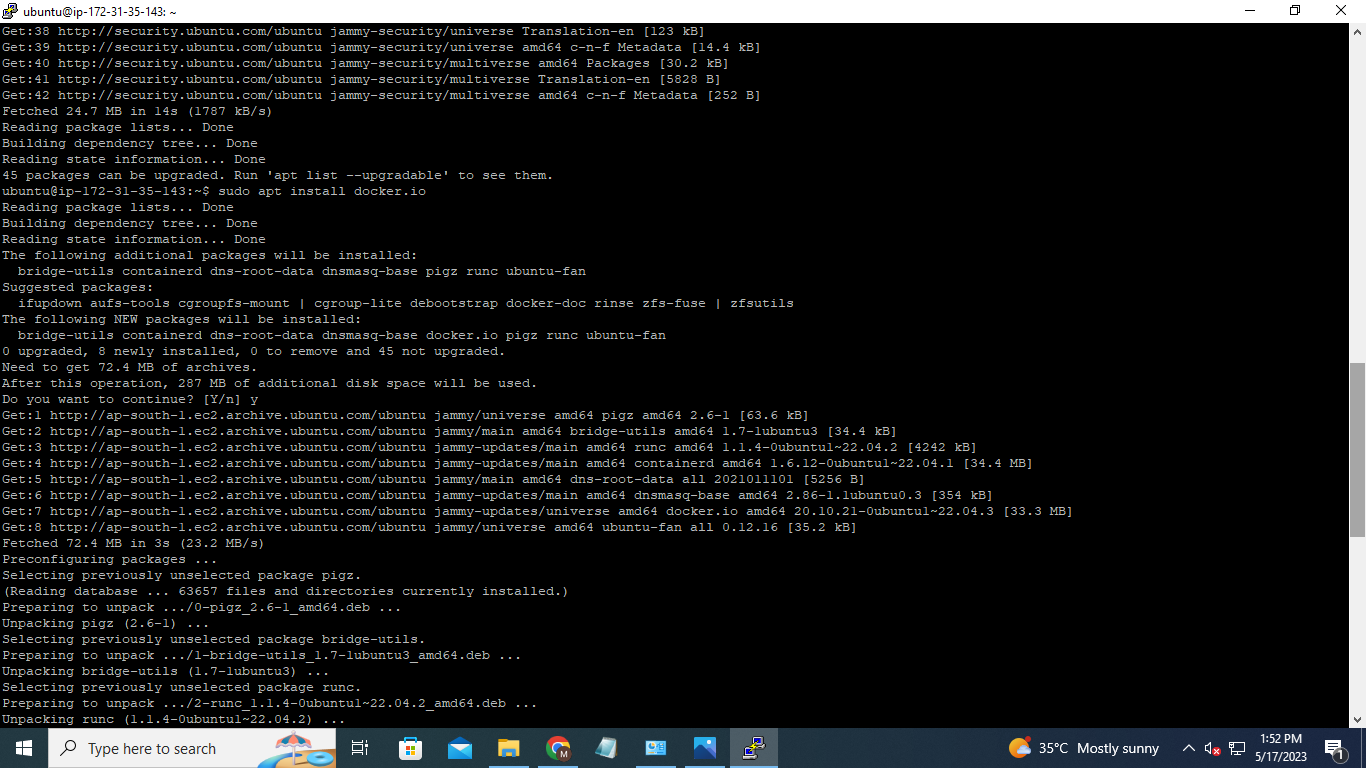 ubuntu@ip-172-31-35-143: ~
Get:38 http://security.ubuntu.com/ubuntu jammy-security/universe Translation-en [123 kB]
Get:39 http://security.ubuntu.com/ubuntu jammy-security/universe amd64 c-n-f Metadata [14.4 kB]
Get:40 http://security.ubuntu.com/ubuntu jammy-security/multiverse amd64 Packages [30.2 kB]
Get:41 http://security.ubuntu.com/ubuntu jammy-security/multiverse Translation-en [5828 B]
Get:42 http://security.ubuntu.com/ubuntu jammy-security/multiverse amd64 c-n-f Metadata [252 B]
Fetched 24.7 MB in 14s (1787 kB/s)
Reading package lists... Done
Building dependency tree... Done
Reading state information... Done
45 packages can be upgraded. Run 'apt list --upgradable' to see them.
ubuntu@ip-172-31-35-143:~$ sudo apt install docker.io
Reading package lists... Done
Building dependency tree... Done
Reading state information... Done
The following additional packages will be installed:
  bridge-utils containerd dns-root-data dnsmasq-base pigz runc ubuntu-fan
Suggested packages:
  ifupdown aufs-tools cgroupfs-mount | cgroup-lite debootstrap docker-doc rinse zfs-fuse | zfsutils
The following NEW packages will be installed:
  bridge-utils containerd dns-root-data dnsmasq-base docker.io pigz runc ubuntu-fan
0 upgraded, 8 newly installed, 0 to remove and 45 not upgraded.
Need to get 72.4 MB of archives.
After this operation, 287 MB of additional disk space will be used.
Do you want to continue? [Y/n] y
Get:1 http://ap-south-1.ec2.archive.ubuntu.com/ubuntu jammy/universe amd64 pigz amd64 2.6-1 [63.6 kB]
Get:2 http://ap-south-1.ec2.archive.ubuntu.com/ubuntu jammy/main amd64 bridge-utils amd64 1.7-1ubuntu3 [34.4 kB]
Get:3 http://ap-south-1.ec2.archive.ubuntu.com/ubuntu jammy-updates/main amd64 runc amd64 1.1.4-0ubuntu1~22.04.2 [4242 kB]
Get:4 http://ap-south-1.ec2.archive.ubuntu.com/ubuntu jammy-updates/main amd64 containerd amd64 1.6.12-0ubuntu1~22.04.1 [34.4 MB]
Get:5 http://ap-south-1.ec2.archive.ubuntu.com/ubuntu jammy/main amd64 dns-root-data all 2021011101 [5256 B]
Get:6 http://ap-south-1.ec2.archive.ubuntu.com/ubuntu jammy-updates/main amd64 dnsmasq-base amd64 2.86-1.1ubuntu0.3 [354 kB]
Get:7 http://ap-south-1.ec2.archive.ubuntu.com/ubuntu jammy-updates/universe amd64 docker.io amd64 20.10.21-0ubuntu1~22.04.3 [33.3 MB]
Get:8 http://ap-south-1.ec2.archive.ubuntu.com/ubuntu jammy/universe amd64 ubuntu-fan all 0.12.16 [35.2 kB]
Fetched 72.4 MB in 3s (23.2 MB/s)
Preconfiguring packages ...
Selecting previously unselected package pigz.
(Reading database ... 63657 files and directories currently installed.)
Preparing to unpack .../0-pigz_2.6-1_amd64.deb ...
Unpacking pigz (2.6-1) ...
Selecting previously unselected package bridge-utils.
Preparing to unpack .../1-bridge-utils_1.7-1ubuntu3_amd64.deb ...
Unpacking bridge-utils (1.7-1ubuntu3) ...
Selecting previously unselected package runc.
Preparing to unpack .../2-runc_1.1.4-0ubuntu1~22.04.2_amd64.deb ...
Unpacking runc (1.1.4-0ubuntu1~22.04.2) ...
Type here to search
M
35°C Mostly sunny
1:52 PM
5/17/2023
1